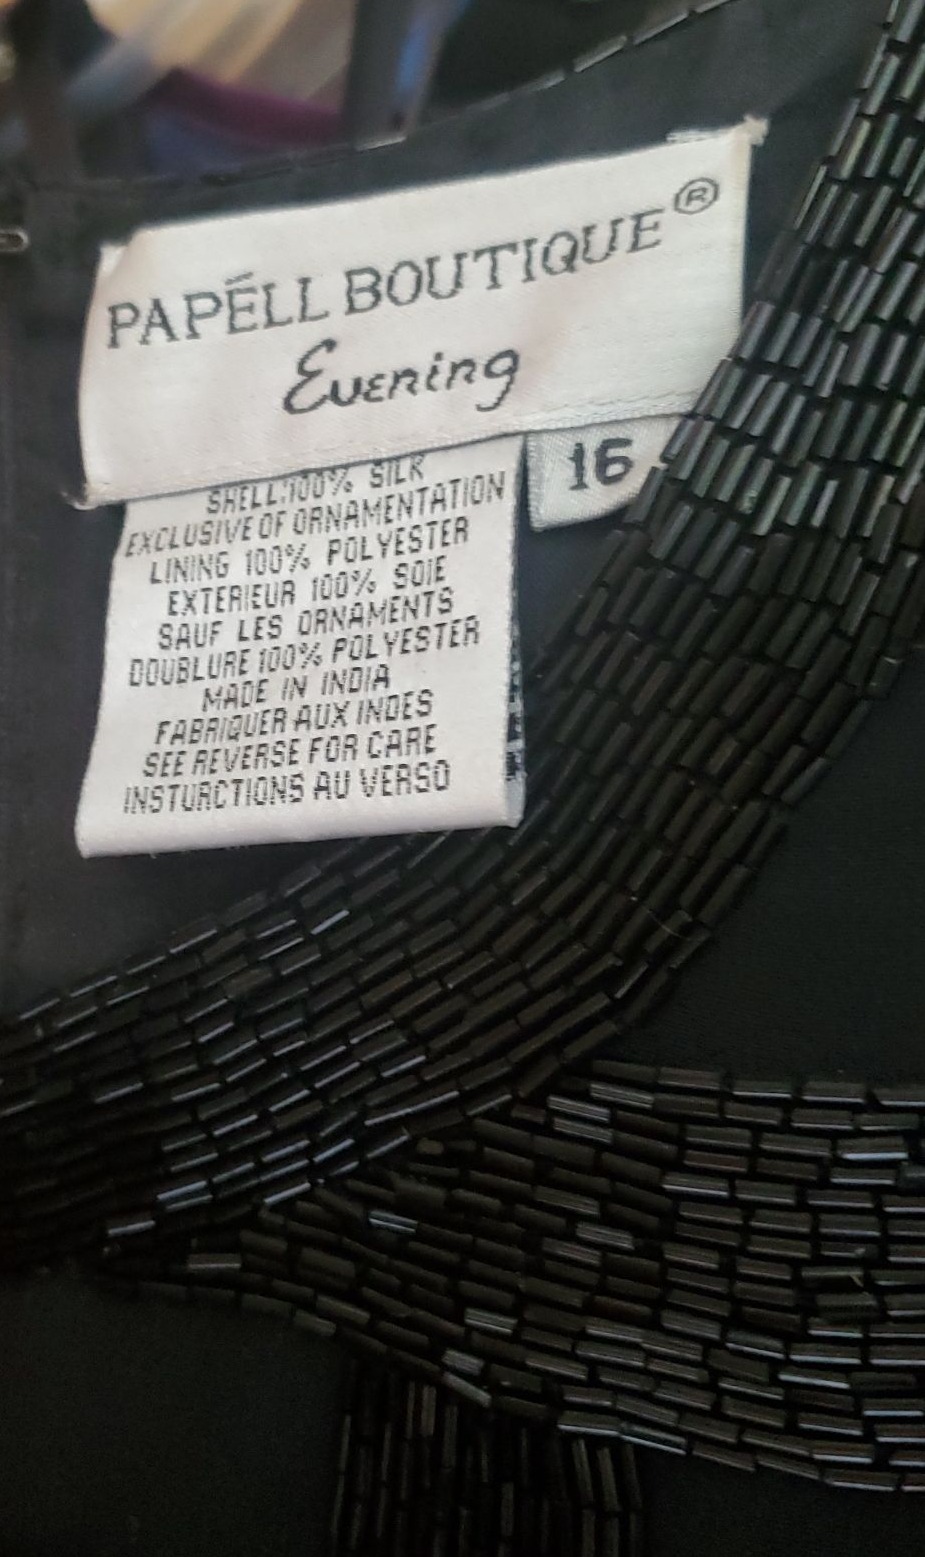 PAPÉLL BOUTIQUE®
Evening
16
SHELL:100% SILK
EXCLUSIVE OF ORNAMENTATION
LINING 100% POLYESTER
EXTERIEUR 100% SOIE
SAUF LES ORNAMENTS
DOUBLURE 100% POLYESTER
MADE IN INDIA
FABRIQUER AUX INDES
SEE REVERSE FOR CARE
INSTURCTIONS AU VERSO